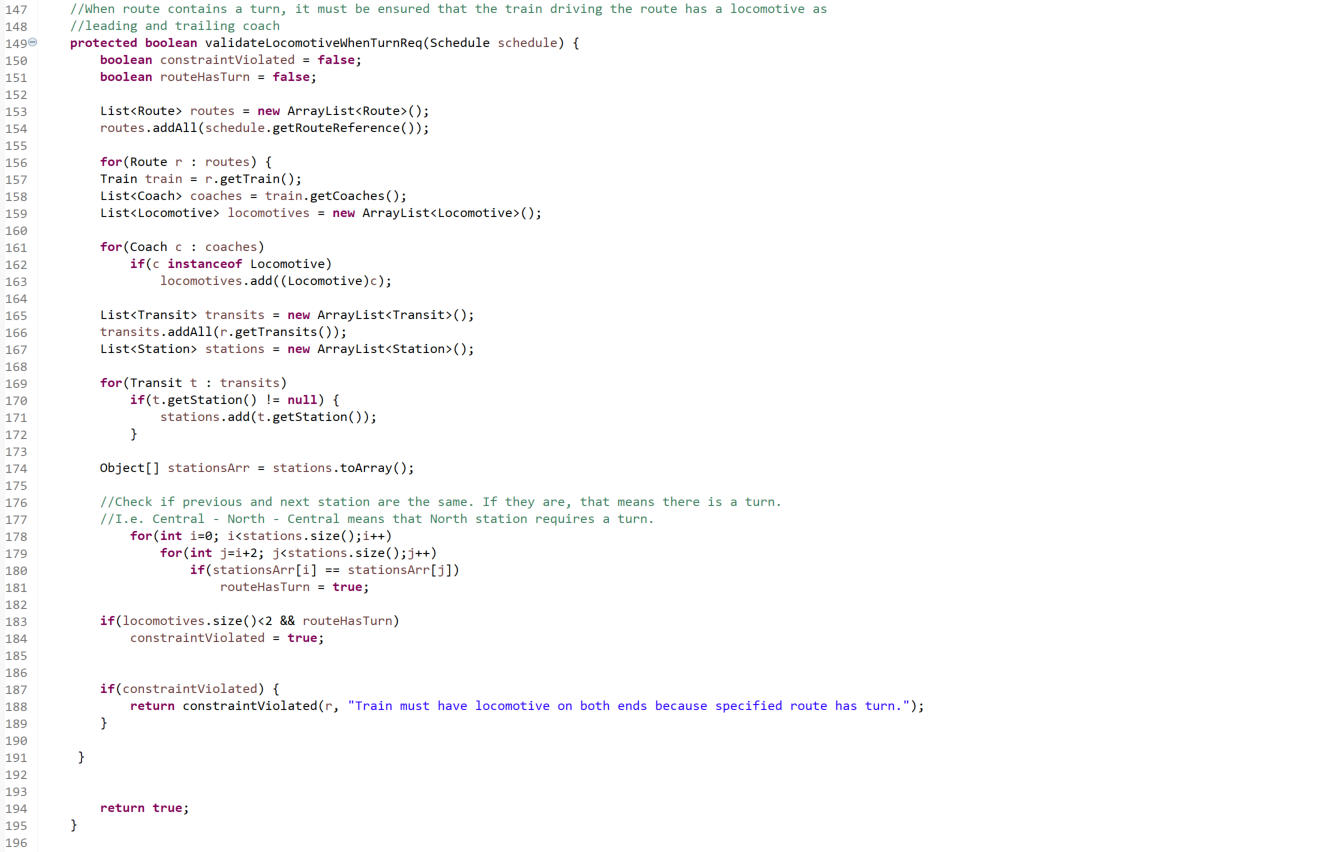 147 //When route contains a turn, it must be ensured that the train driving the route has a locomotive as
148 //leading and trailing coach
149 protected boolean validateLocomotiveWhenTurnReq(Schedule schedule) {
150 boolean constraintViolated = false;
151 boolean routeHasTurn = false;
152
153 List<Route> routes = new ArrayList<Route>();
154 routes.addAll(schedule.getRouteReference());
155
156 for(Route r : routes) {
157 Train train = r.getTrain();
158 List<Coach> coaches = train.getCoaches();
159 List<Locomotive> locomotives = new ArrayList<Locomotive>();
160
161 for(Coach c : coaches)
162 if(c instanceof Locomotive)
163 locomotives.add((Locomotive)c);
164
165 List<Transit> transits = new ArrayList<Transit>();
166 transits.addAll(r.getTransits());
167 List<Station> stations = new ArrayList<Station>();
168
169 for(Transit t : transits)
170 if(t.getStation() != null) {
171 stations.add(t.getStation());
172 }
173
174 Object[] stationsArr = stations.toArray();
175
176 //Check if previous and next station are the same. If they are, that means there is a turn.
177 //I.e. Central - North - Central means that North station requires a turn.
178 for(int i=0; i<stations.size();i++)
179 for(int j=i+2; j<stations.size();j++)
180 if(stationsArr[i] == stationsArr[j])
181 routeHasTurn = true;
182
183 if(locomotives.size()<2 && routeHasTurn)
184 constraintViolated = true;
185
186
187 if(constraintViolated) {
188 return constraintViolated(r, "Train must have locomotive on both ends because specified route has turn.");
189 }
190
191 }
192
193
194 return true;
195 }
196